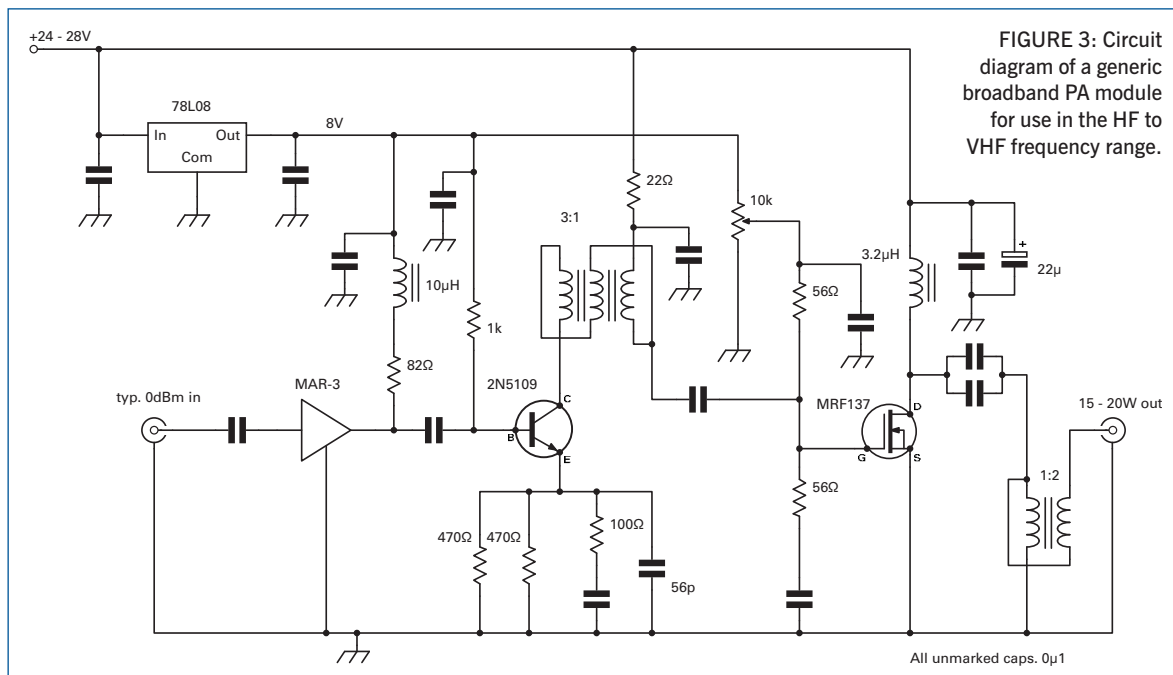 +24 - 28V
FIGURE 3: Circuit
diagram of a generic
broadband PA module
for use in the HF to
VHF frequency range.
78L08
In
Out
Com
8V
22Ω
10k
3:1
3.2µH
+
22µ
10µH
56Ω
1k
82Ω
2N5109
MAR-3
typ. 0dBm in
C
B
E
MRF137
D
G
S
15 - 20W out
1:2
56Ω
470Ω
470Ω
100Ω
56p
All unmarked caps. 0µ1